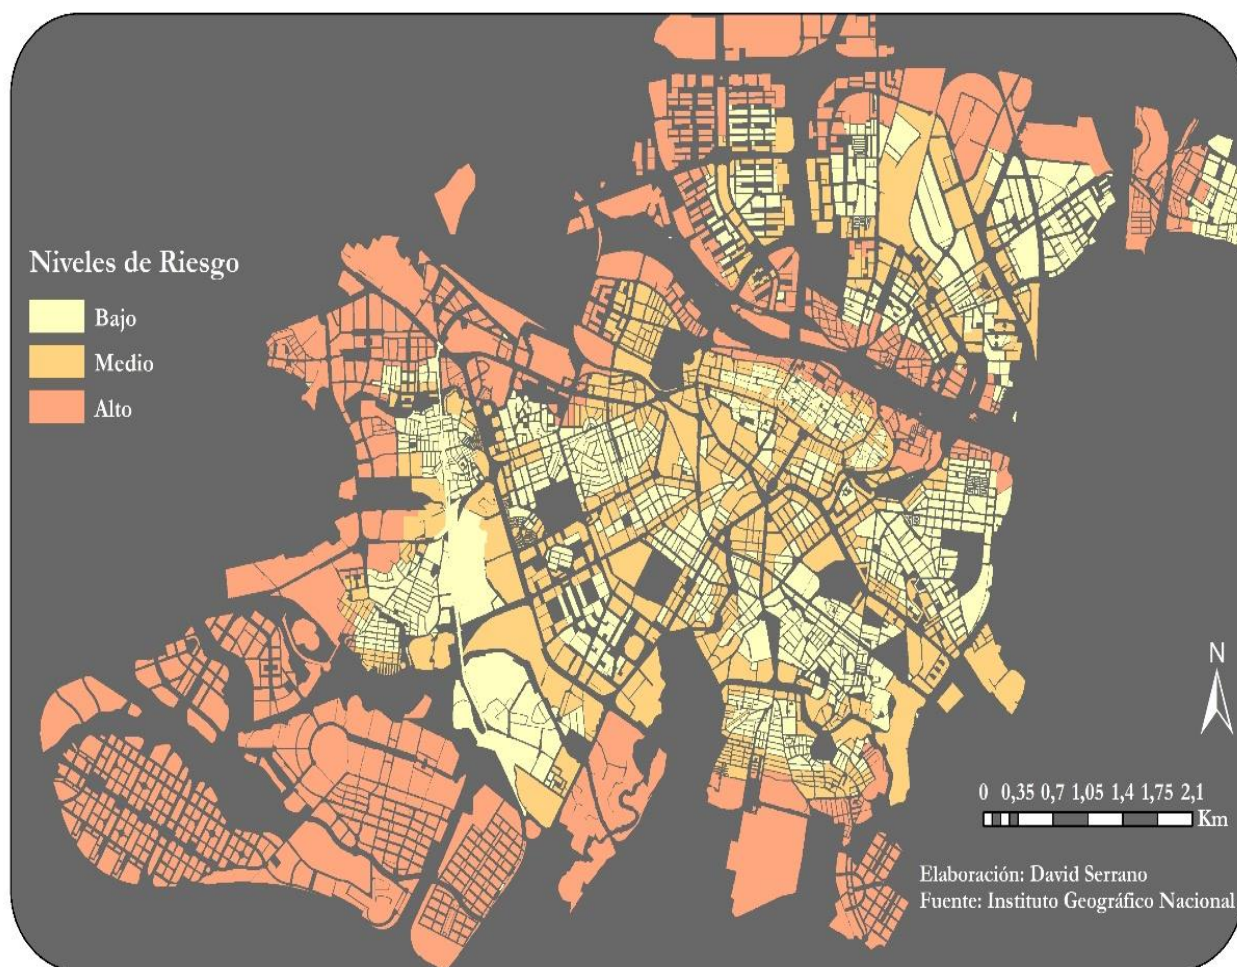 Niveles de Riesgo
Bajo
Medio
Alto
N
0 0,35 0,7 1,05 1,4 1,75 2,1
Km
Elaboración: David Serrano
Fuente: Instituto Geográfico Nacional